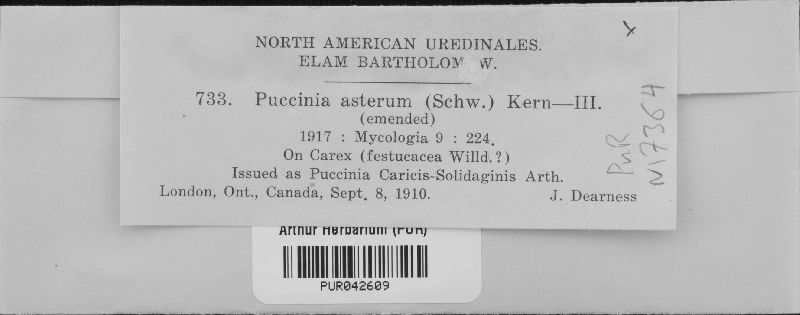 x
NORTH AMERICAN UREDINALES.
ELAM BARTHOLOM W.
733. Puccinia asterum (Schw.) Kern—III.
(emended)
1917 : Mycologia 9 : 224.
On Carex (festucacea Willd.?)
Issued as Puccinia Caricis-Solidaginis Arth.
London, Ont., Canada, Sept. 8, 1910. J. Dearness
PUR
N17364
Arthur Herbarium (PUR)
PUR042609